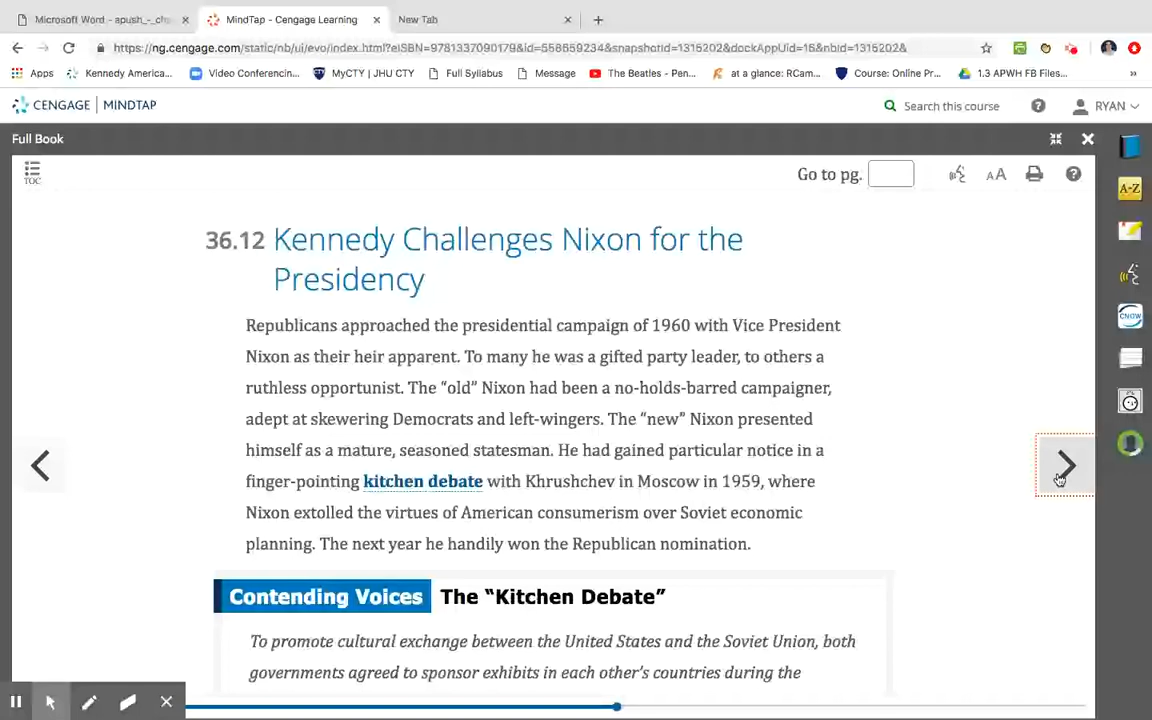 Microsoft Word - apush_-_ch
MindTap - Cengage Learning
New Tab
https://ng.cengage.com/static/nb/ui/evo/index.html?eISBN=9781337090179&id=558659234&snapshotId=1315202&dockAppUid=16&nbId=1315202&
Apps
Kennedy America...
Video Conferencin...
MyCTY | JHU CTY
Full Syllabus
Message
The Beatles - Pen...
at a glance: RCam...
Course: Online Pr...
1.3 APWH FB Files...
»
CENGAGE | MINDTAP
Search this course
RYAN
Full Book
TOC
Go to pg.
AA
A-Z
CNOW
36.12 Kennedy Challenges Nixon for the
Presidency
Republicans approached the presidential campaign of 1960 with Vice President
Nixon as their heir apparent. To many he was a gifted party leader, to others a
ruthless opportunist. The “old” Nixon had been a no-holds-barred campaigner,
adept at skewering Democrats and left-wingers. The “new” Nixon presented
himself as a mature, seasoned statesman. He had gained particular notice in a
finger-pointing kitchen debate with Khrushchev in Moscow in 1959, where
Nixon extolled the virtues of American consumerism over Soviet economic
planning. The next year he handily won the Republican nomination.
Contending Voices The “Kitchen Debate”
To promote cultural exchange between the United States and the Soviet Union, both
governments agreed to sponsor exhibits in each other’s countries during the